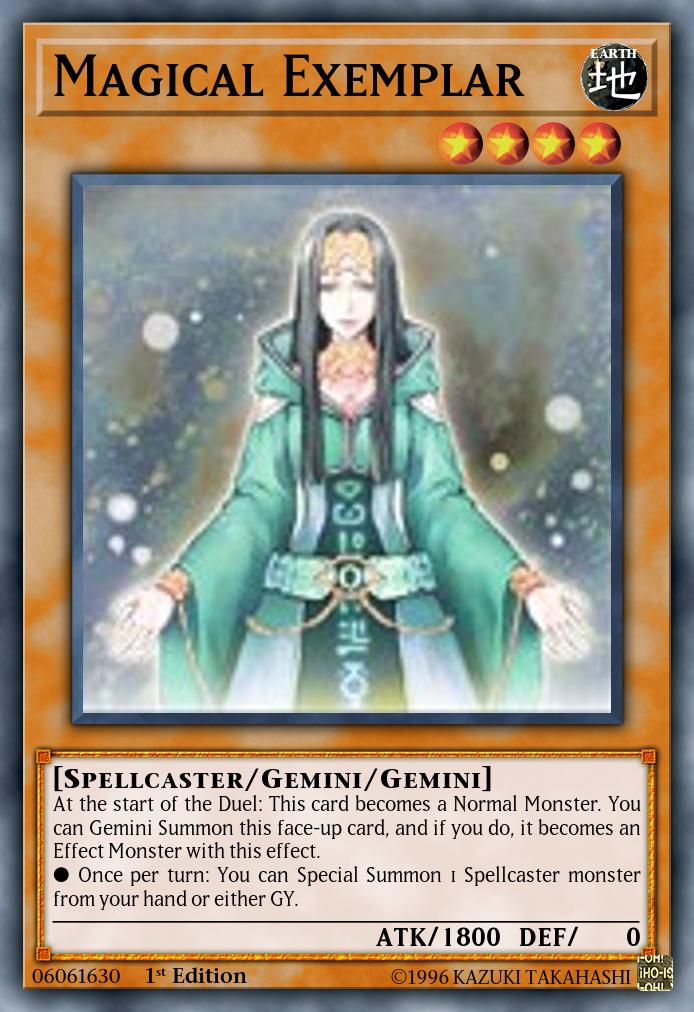 Magical Exemplar
EARTH
地
[Spellcaster/Gemini/Gemini]
At the start of the Duel: This card becomes a Normal Monster. You
can Gemini Summon this face-up card, and if you do, it becomes an
Effect Monster with this effect.
● Once per turn: You can Special Summon 1 Spellcaster monster
from your hand or either GY.
ATK/1800 DEF/ 0
06061630 1st Edition ©1996 KAZUKI TAKAHASHI